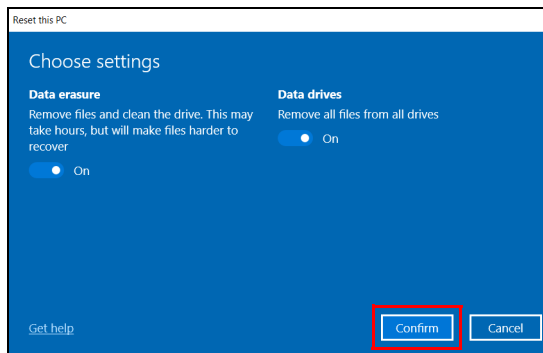 Reset this PC
Choose settings
Data erasure
Remove files and clean the drive. This may
take hours, but will make files harder to
recover
On
Data drives
Remove all files from all drives
On
Get help
Confirm
Cancel